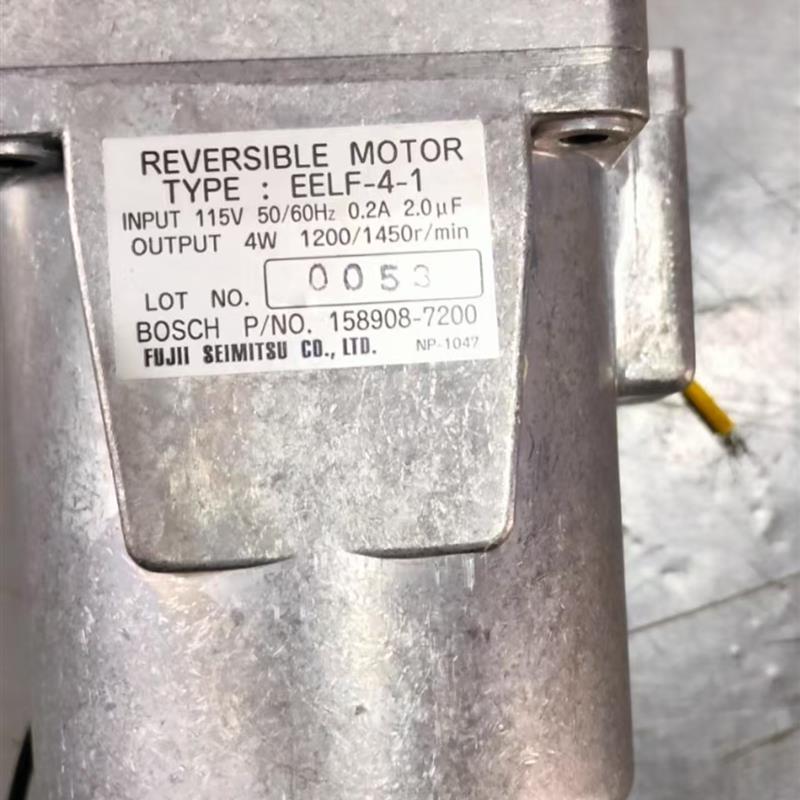 REVERSIBLE MOTOR
TYPE : EELF-4-1
INPUT 115V 50/60Hz 0.2A 2.0μF
OUTPUT 4W 1200/1450r/min
LOT NO. 0053
BOSCH P/NO. 158908-7200
FUJII SEIMITSU CO., LTD. NP-1047